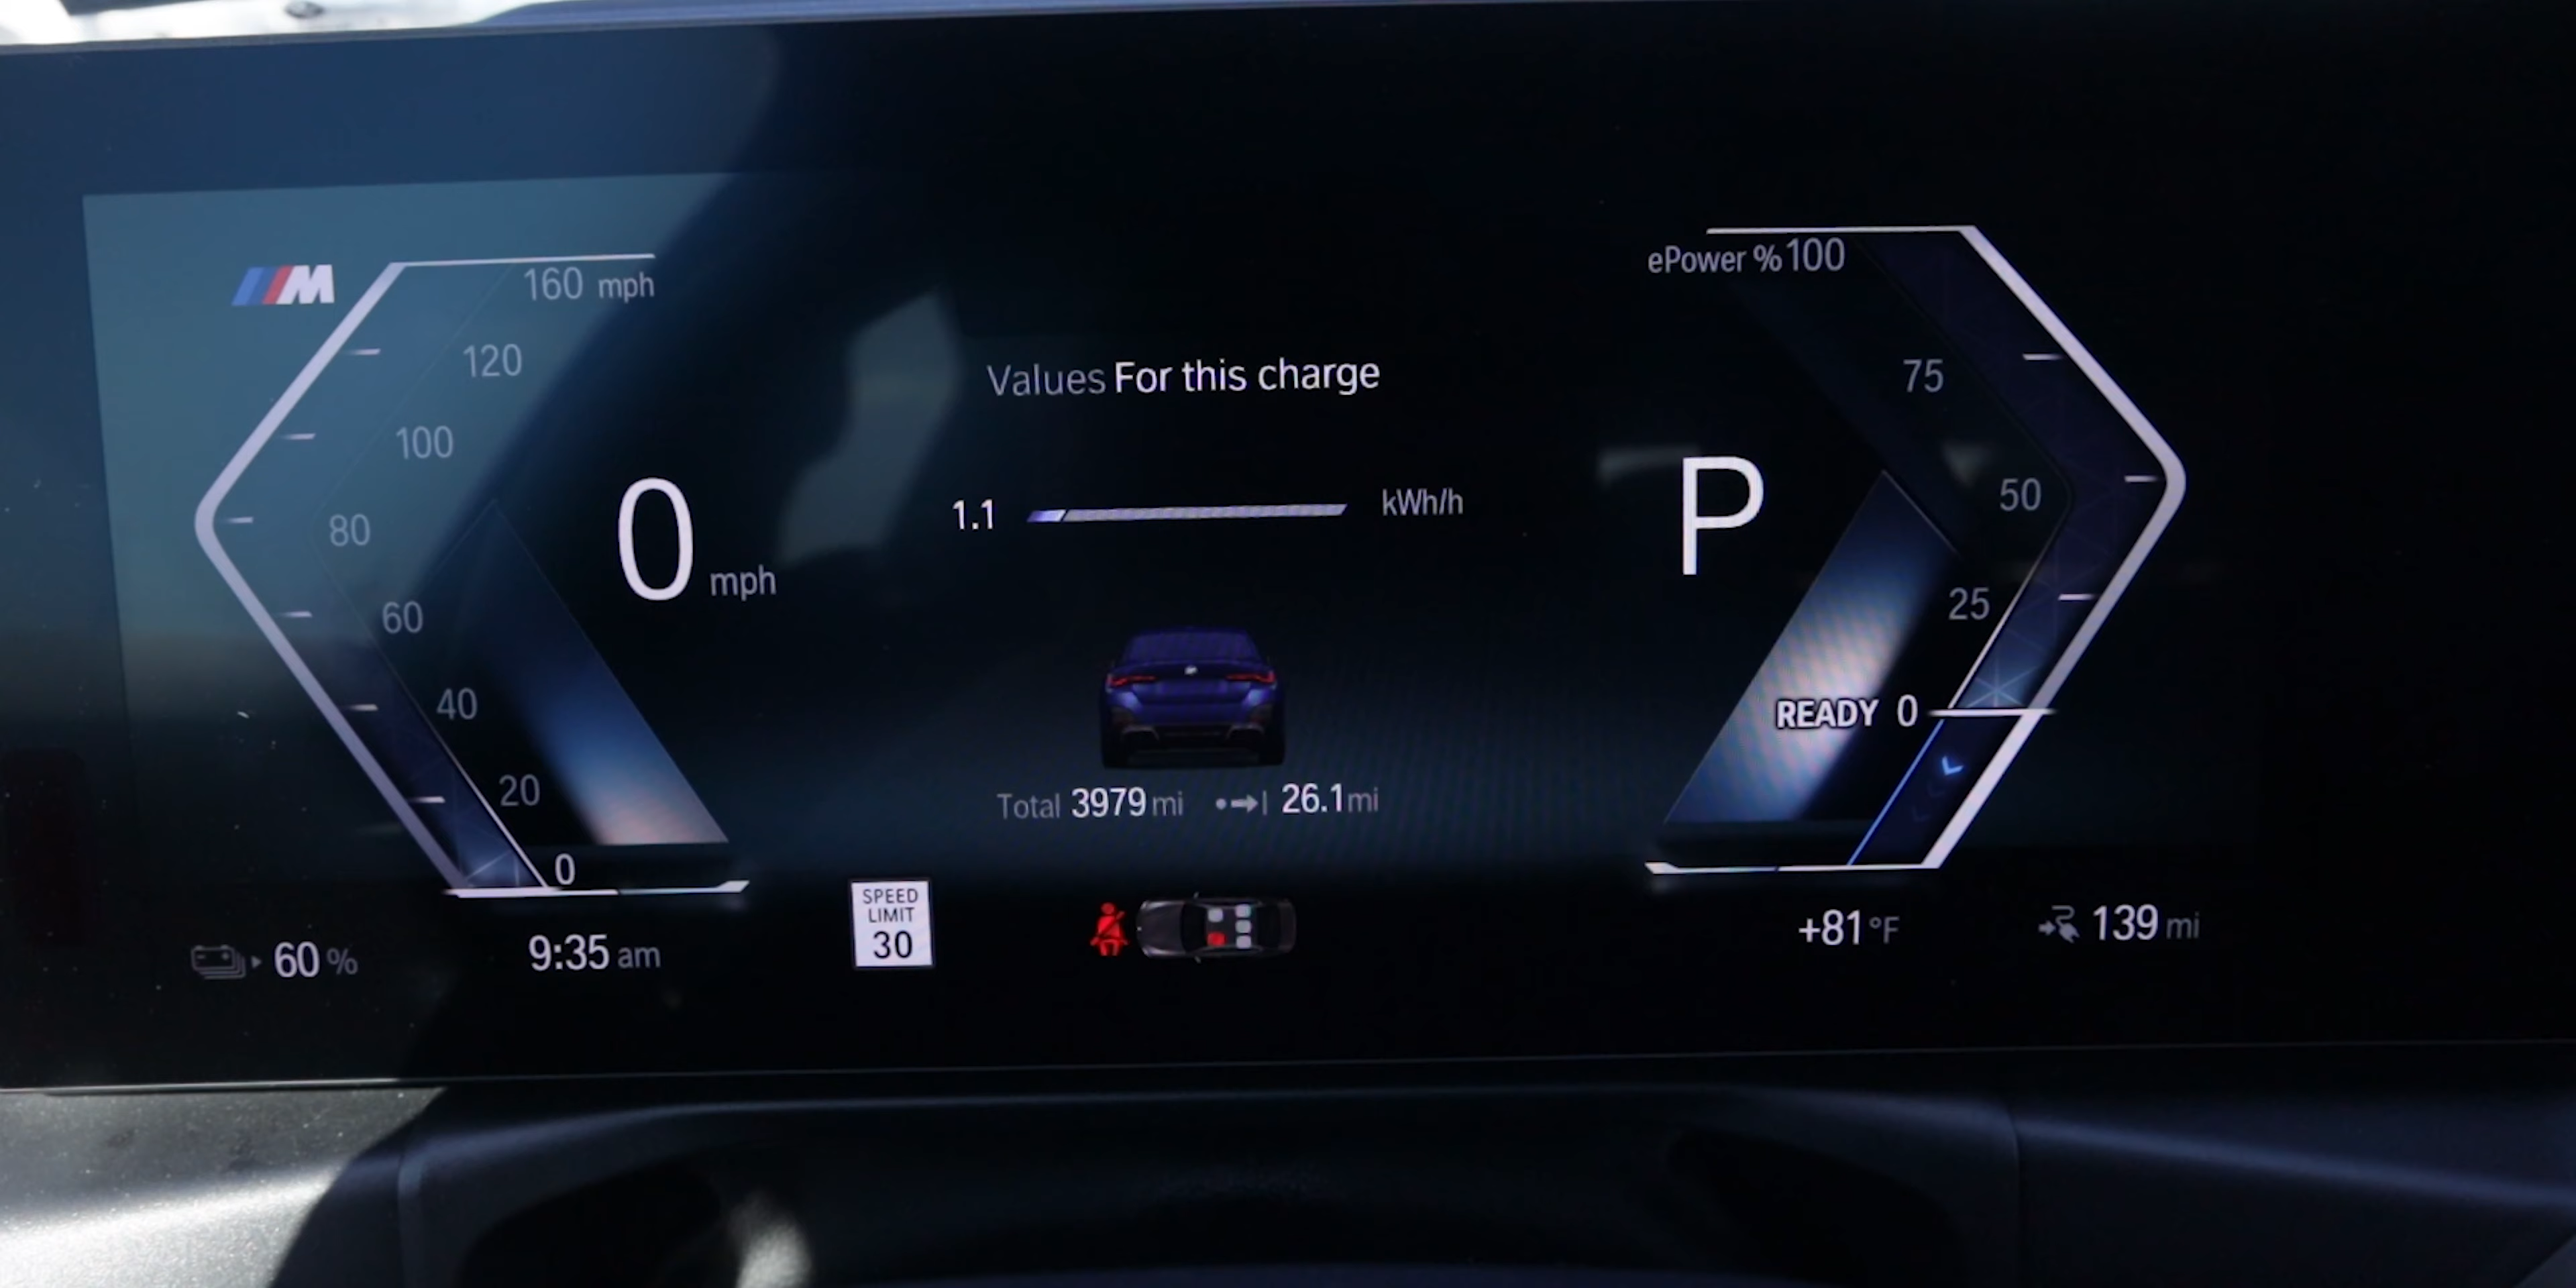 M
160 mph
120
100
80
60
40
20
0
0 mph
Values For this charge
1.1 kWh/h
Total 3979 mi 26.1 mi
ePower % 100
75
50
25
READY 0
P
60 %
9:35 am
SPEED
LIMIT
30
+81 °F
139 mi